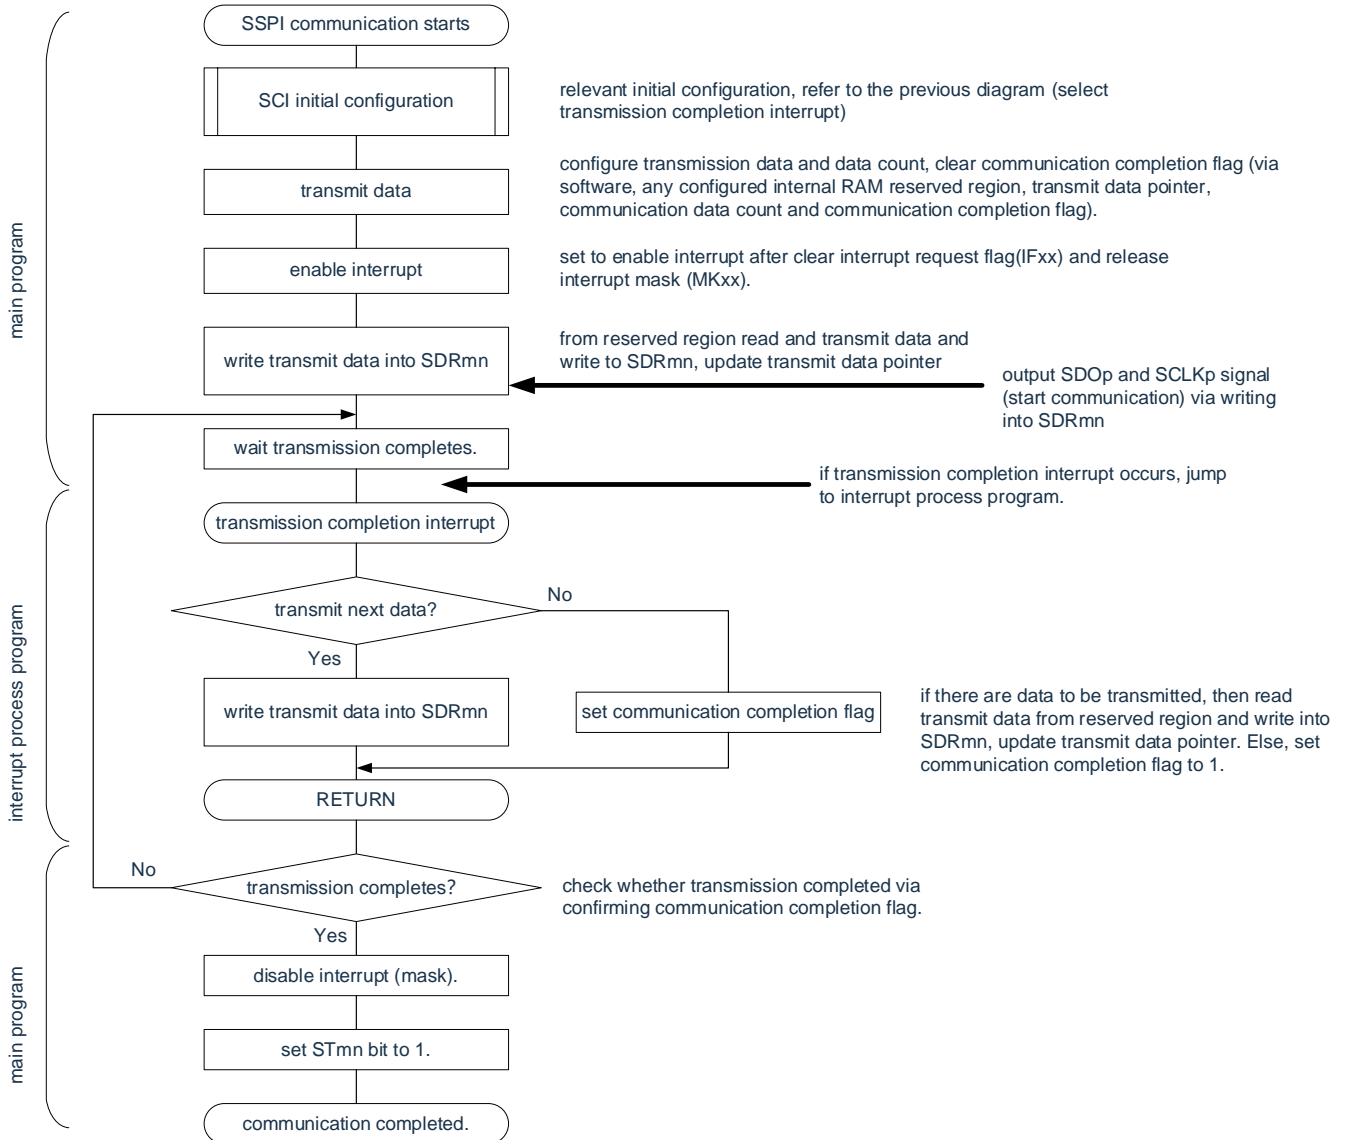 SSPI communication starts
SCI initial configuration
relevant initial configuration, refer to the previous diagram (select
transmission completion interrupt)
transmit data
configure transmission data and data count, clear communication completion flag (via
software, any configured internal RAM reserved region, transmit data pointer,
communication data count and communication completion flag).
enable interrupt
set to enable interrupt after clear interrupt request flag(IFxx) and release
interrupt mask (MKxx).
main program
write transmit data into SDRmn
from reserved region read and transmit data and
write to SDRmn, update transmit data pointer
output SDOp and SCLKp signal
(start communication) via writing
into SDRmn
wait transmission completes.
if transmission completion interrupt occurs, jump
to interrupt process program.
transmission completion interrupt
transmit next data?
No
Yes
interrupt process program
write transmit data into SDRmn
set communication completion flag
if there are data to be transmitted, then read
transmit data from reserved region and write into
SDRmn, update transmit data pointer. Else, set
communication completion flag to 1.
RETURN
No
transmission completes?
check whether transmission completed via
confirming communication completion flag.
Yes
main program
disable interrupt (mask).
set STmn bit to 1.
communication completed.